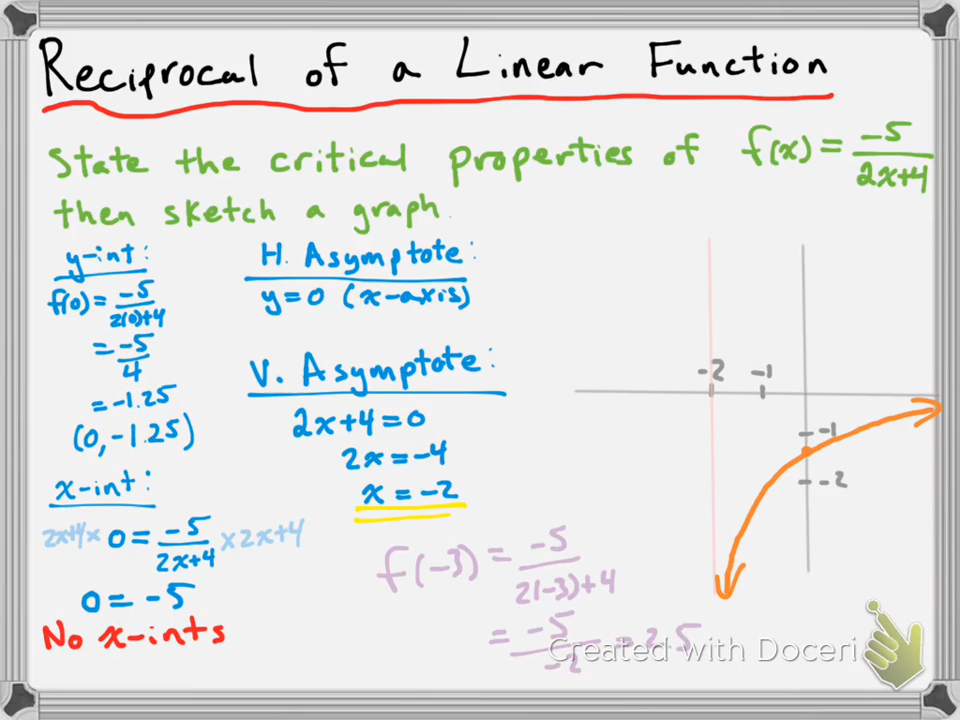 Reciprocal of a Linear Function
State the critical properties of f(x) = -5/(2x+4)
then sketch a graph.
y-int:
f(0) = -5/(2(0)+4)
= -5/4
= -1.25
(0, -1.25)
x-int:
2x+4 x 0 = -5/(2x+4) x 2x+4
0 = -5
No x-ints
H. Asymptote:
y=0 (x-axis)
V. Asymptote:
2x+4=0
2x=-4
x=-2
f(-3) = -5/(2(-3)+4)
= -5/-2 = 2.5
-2 -1
-1
-2
Created with Doceri